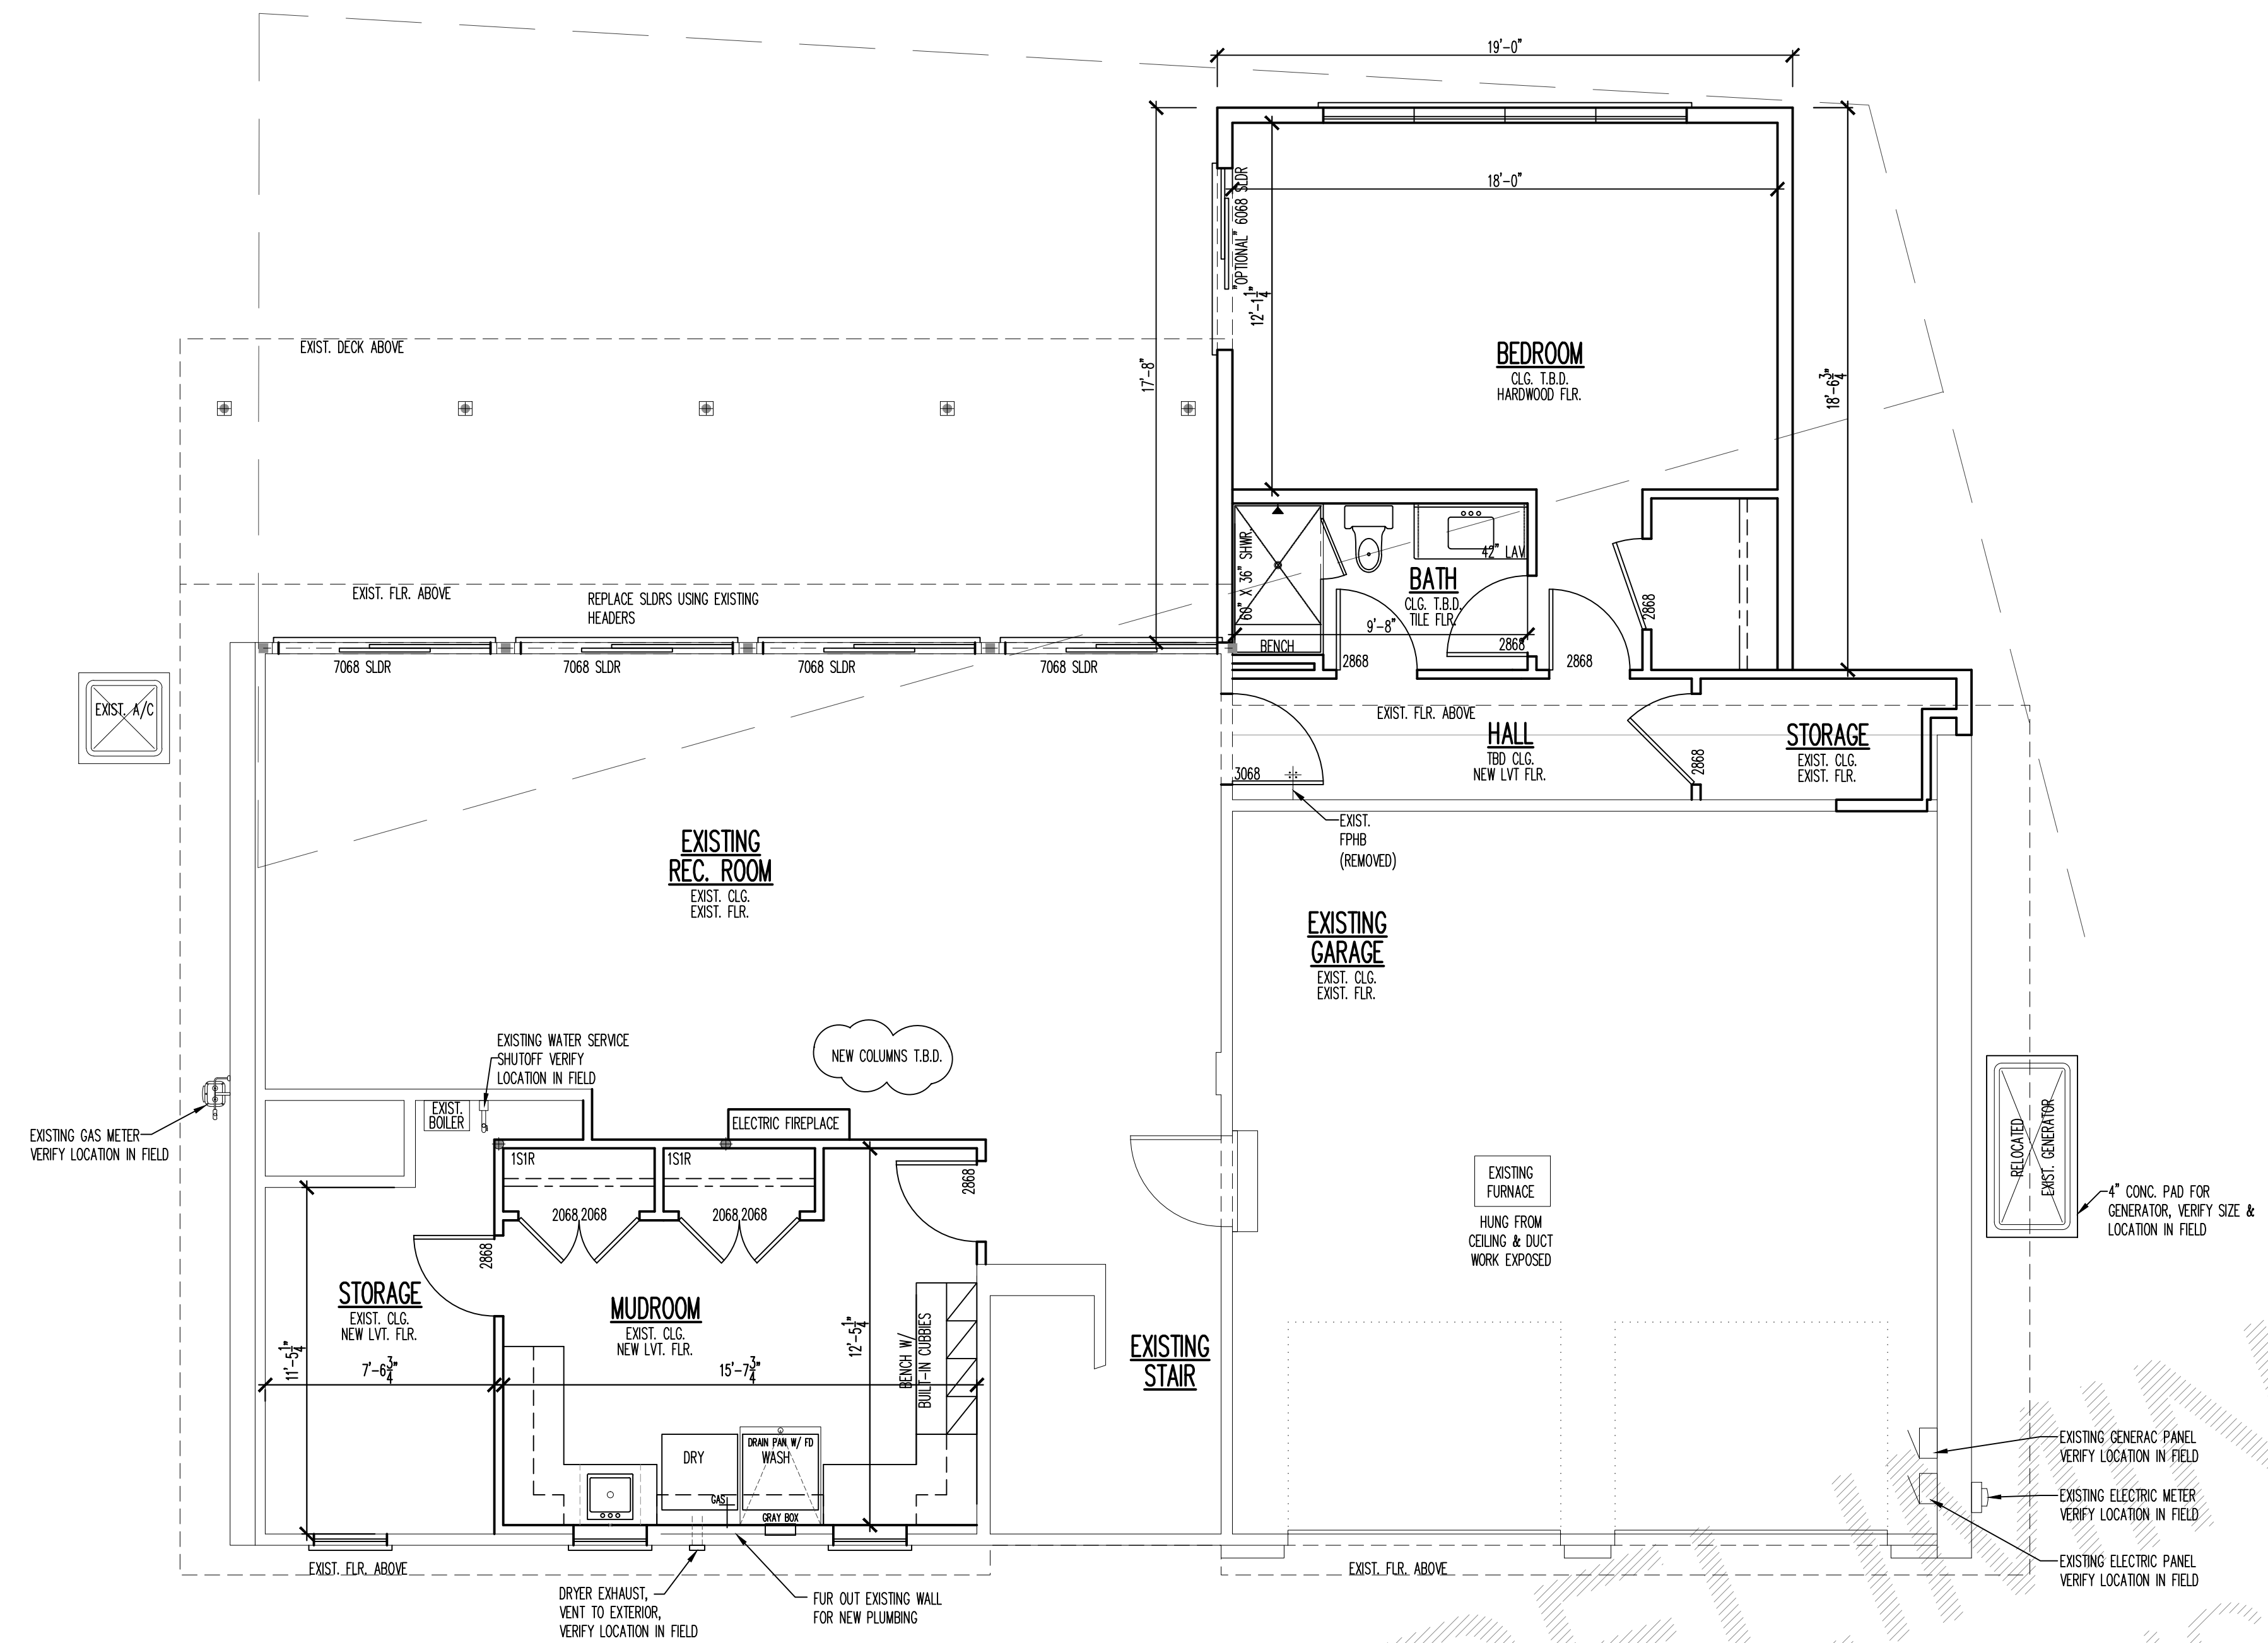 19'-0"
18'-0"
"OPTIONAL" 6068 SLDR
12'-1 1/4"
17'-8"
18'-6 3/4"
BEDROOM
CLG. T.B.D.
HARDWOOD FLR.
EXIST. DECK ABOVE
EXIST. FLR. ABOVE
REPLACE SLDRS USING EXISTING
HEADERS
7068 SLDR
7068 SLDR
7068 SLDR
7068 SLDR
60" X 36" SHWR.
BENCH
42" LAV
BATH
CLG. T.B.D.
TILE FLR.
9'-8"
2868
2868
2868
2868
EXIST. A/C
EXIST. FLR. ABOVE
HALL
TBD CLG.
NEW LVT FLR.
3068
2868
STORAGE
EXIST. CLG.
EXIST. FLR.
EXIST.
FPHB
(REMOVED)
EXISTING
REC. ROOM
EXIST. CLG.
EXIST. FLR.
EXISTING
GARAGE
EXIST. CLG.
EXIST. FLR.
EXISTING WATER SERVICE
SHUTOFF VERIFY
LOCATION IN FIELD
NEW COLUMNS T.B.D.
EXIST.
BOILER
ELECTRIC FIREPLACE
EXISTING GAS METER
VERIFY LOCATION IN FIELD
1S1R
1S1R
2068 2068
2068 2068
2868
2868
EXISTING
FURNACE
HUNG FROM
CEILING & DUCT
WORK EXPOSED
RELOCATED
EXIST. GENERATOR
4" CONC. PAD FOR
GENERATOR, VERIFY SIZE &
LOCATION IN FIELD
STORAGE
EXIST. CLG.
NEW LVT. FLR.
11'-5 1/4"
7'-6 3/4"
MUDROOM
EXIST. CLG.
NEW LVT. FLR.
15'-7 3/4"
12'-5 1/4"
BENCH W/
BUILT-IN CUBBIES
EXISTING
STAIR
DRY
DRAIN PAN W/ FD
WASH
GAS
GRAY BOX
EXISTING GENERAC PANEL
VERIFY LOCATION IN FIELD
EXISTING ELECTRIC METER
VERIFY LOCATION IN FIELD
EXISTING ELECTRIC PANEL
VERIFY LOCATION IN FIELD
EXIST. FLR. ABOVE
EXIST. FLR. ABOVE
DRYER EXHAUST,
VENT TO EXTERIOR,
VERIFY LOCATION IN FIELD
FUR OUT EXISTING WALL
FOR NEW PLUMBING